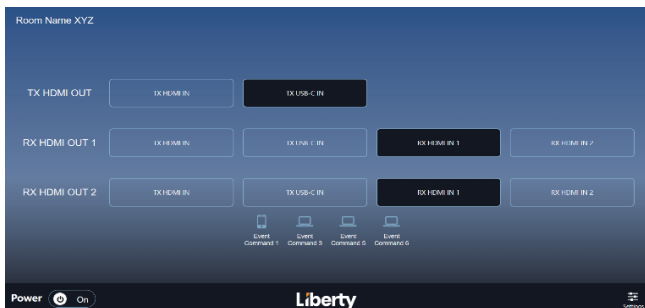 Room Name XYZ
TX HDMI OUT TX HDMI IN TX USB-C IN
RX HDMI OUT 1 TX HDMI IN TX USB-C IN RX HDMI IN 1 RX HDMI IN 2
RX HDMI OUT 2 TX HDMI IN TX USB-C IN RX HDMI IN 1 RX HDMI IN 2
Event Event Event Event
Command 1 Command 3 Command 5 Command 6
Power On Liberty Settings